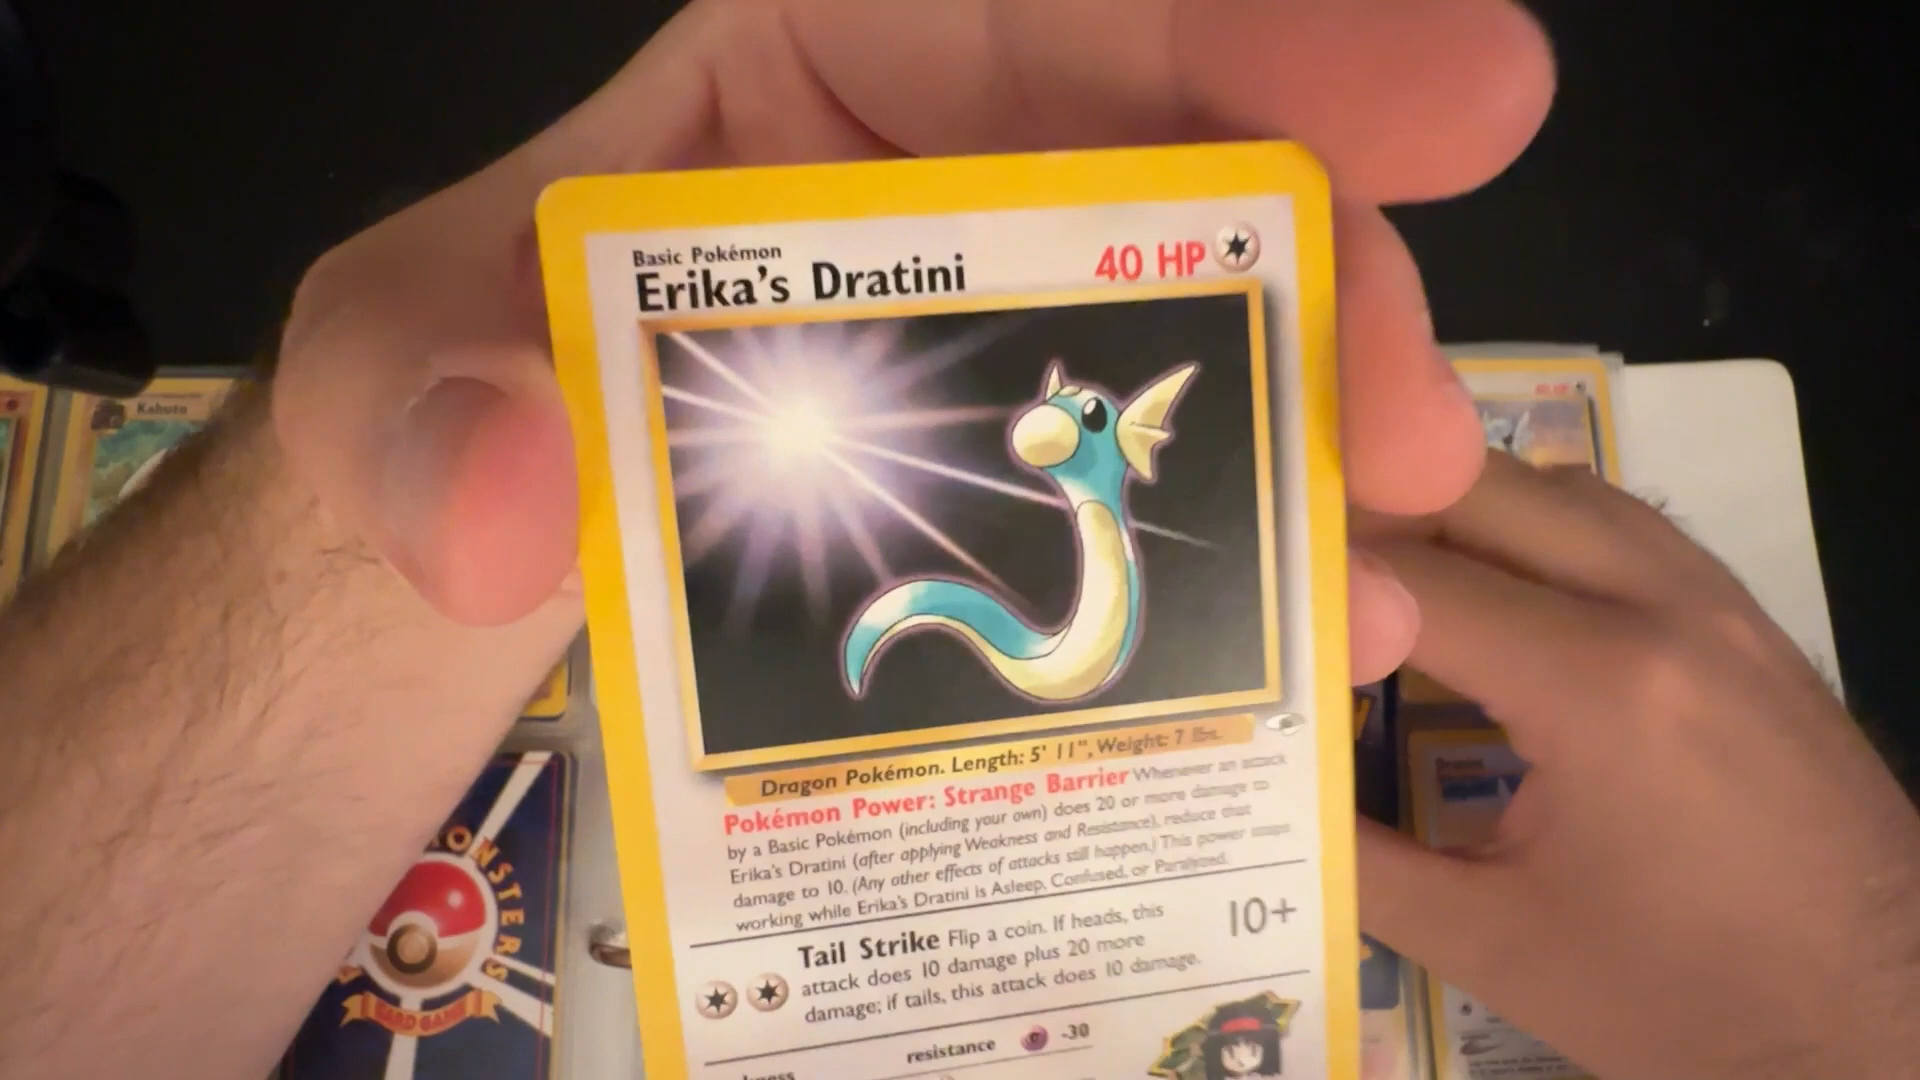 Basic Pokémon
Erika's Dratini
40 HP
Kabuto
Dragon Pokémon. Length: 5' 11", Weight: 7 lbs.
Pokémon Power: Strange Barrier Whenever an attack
by a Basic Pokémon (including your own) does 20 or more damage to
Erika's Dratini (after applying Weakness and Resistance), reduce that
damage to 10. (Any other effects of attacks still happen.) This power stops
working while Erika's Dratini is Asleep, Confused, or Paralyzed.
Tail Strike Flip a coin. If heads, this
attack does 10 damage plus 20 more
damage; if tails, this attack does 10 damage.
10+
resistance
-30
CARD GAME